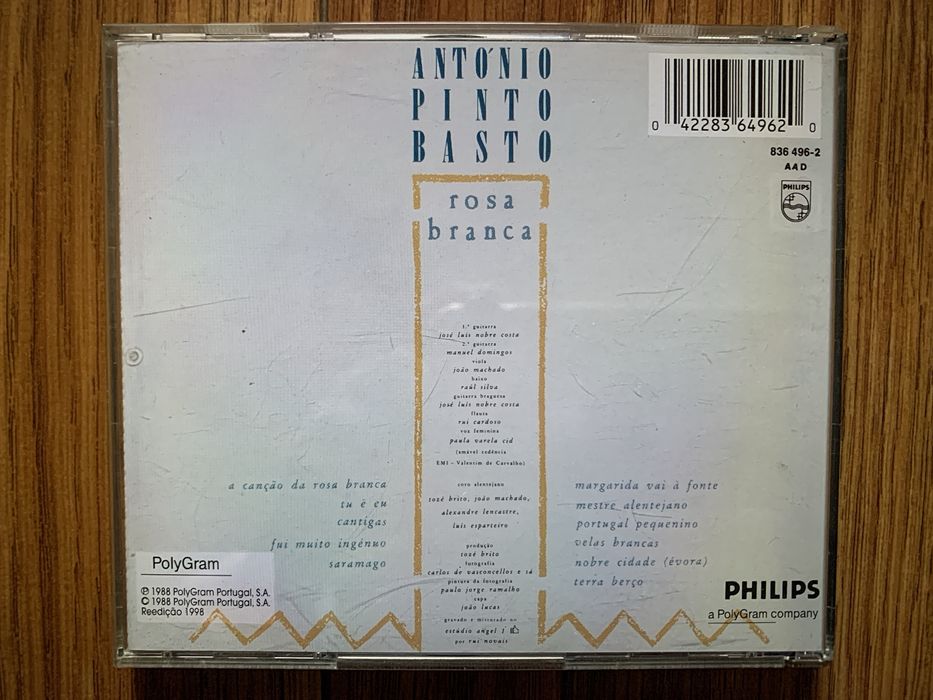 ANTÓNIO
PINTO
BASTO
rosa
branca
0 42283 64962 0
836 496-2
AAD
PHILIPS
1.ª guitarra
josé luís nobre costa
2.ª guitarra
manuel domingos
viola
joão machado
baixo
raúl silva
guitarra braguesa
josé luís nobre costa
flauta
rui cardoso
voz feminina
paula varela cid
(amável cedência
EMI - Valentim de Carvalho)
coro alentejano
tozé brito, joão machado,
alexandre lencastre,
luís esparteiro
produção
tozé brito
fotografia
carlos de vasconcellos e sá
pintura da fotografia
paulo jorge ramalho
capa
joão lucas
gravado e misturado no
estúdio angel 1
por rui novais
a canção da rosa branca
tu e eu
cantigas
fui muito ingénuo
saramago
margarida vai à fonte
mestre alentejano
portugal pequenino
velas brancas
nobre cidade (évora)
terra berço
PolyGram
℗ 1988 PolyGram Portugal, S.A.
© 1988 PolyGram Portugal, S.A.
Reedição 1998
PHILIPS
a PolyGram company